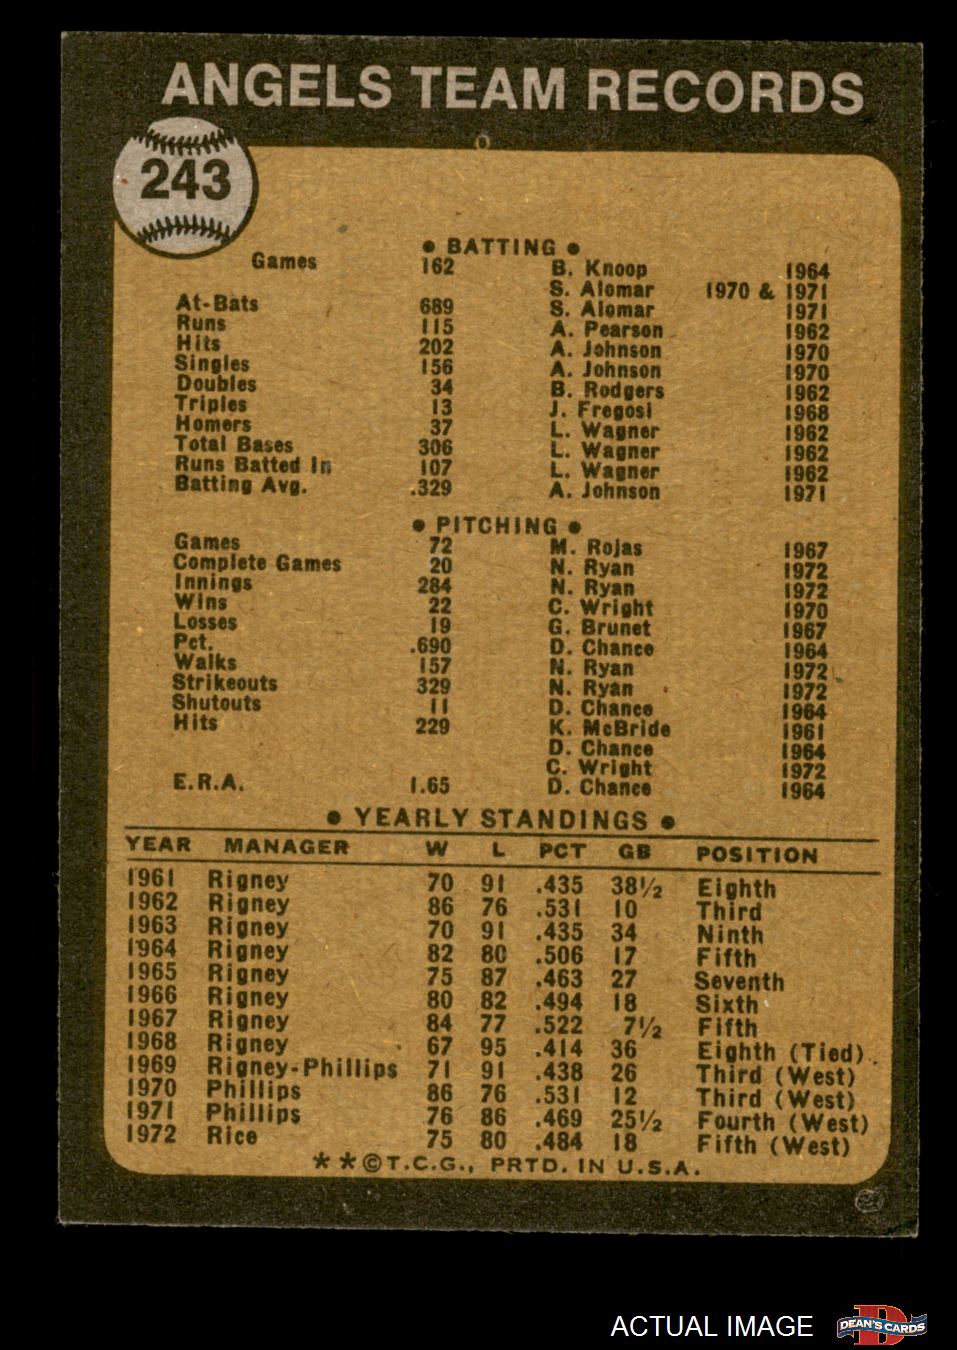 ANGELS TEAM RECORDS
243
• BATTING •
Games 162 B. Knoop 1964
S. Alomar 1970 & 1971
At-Bats 689 S. Alomar 1971
Runs 115 A. Pearson 1962
Hits 202 A. Johnson 1970
Singles 156 A. Johnson 1970
Doubles 34 B. Rodgers 1962
Triples 13 J. Fregosi 1968
Homers 37 L. Wagner 1962
Total Bases 306 L. Wagner 1962
Runs Batted In 107 L. Wagner 1962
Batting Avg. .329 A. Johnson 1971
• PITCHING •
Games 72 M. Rojas 1967
Complete Games 20 N. Ryan 1972
Innings 284 N. Ryan 1972
Wins 22 C. Wright 1970
Losses 19 G. Brunet 1967
Pct. .690 D. Chance 1964
Walks 157 N. Ryan 1972
Strikeouts 329 N. Ryan 1972
Shutouts 11 D. Chance 1964
Hits 229 K. McBride 1961
D. Chance 1964
C. Wright 1972
E.R.A. 1.65 D. Chance 1964
• YEARLY STANDINGS •
YEAR MANAGER W L PCT GB POSITION
1961 Rigney 70 91 .435 38½ Eighth
1962 Rigney 86 76 .531 10 Third
1963 Rigney 70 91 .435 34 Ninth
1964 Rigney 82 80 .506 17 Fifth
1965 Rigney 75 87 .463 27 Seventh
1966 Rigney 80 82 .494 18 Sixth
1967 Rigney 84 77 .522 7½ Fifth
1968 Rigney 67 95 .414 36 Eighth (Tied)
1969 Rigney-Phillips 71 91 .438 26 Third (West)
1970 Phillips 86 76 .531 12 Third (West)
1971 Phillips 76 86 .469 25½ Fourth (West)
1972 Rice 75 80 .484 18 Fifth (West)
**©T.C.G., PRTD. IN U.S.A.
ACTUAL IMAGE
D
DEAN'S CARDS